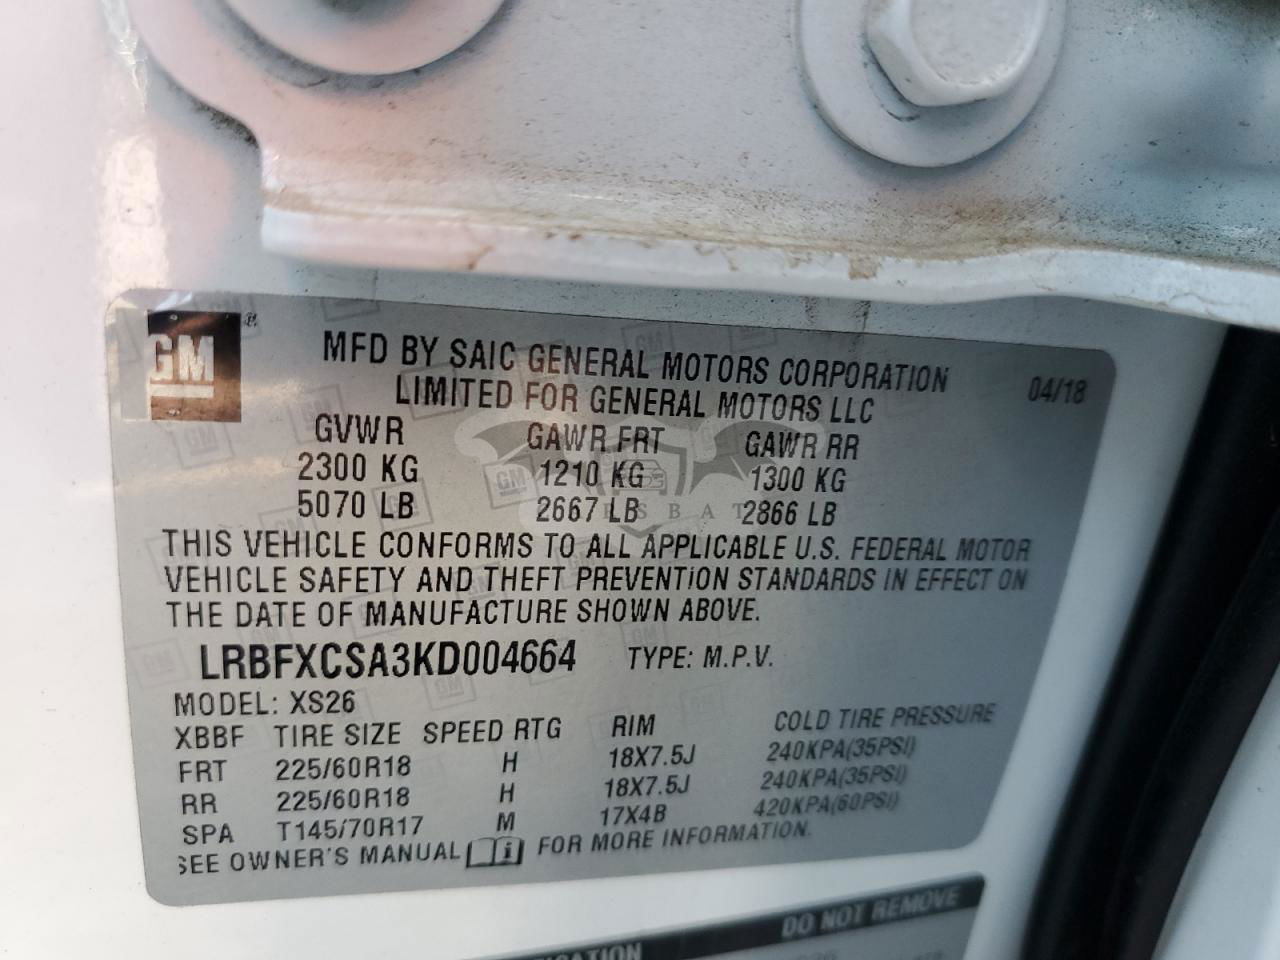 GM ®
MFD BY SAIC GENERAL MOTORS CORPORATION 04/18
LIMITED FOR GENERAL MOTORS LLC
GVWR GAWR FRT GAWR RR
2300 KG 1210 KG 1300 KG
5070 LB 2667 LB 2866 LB
THIS VEHICLE CONFORMS TO ALL APPLICABLE U.S. FEDERAL MOTOR
VEHICLE SAFETY AND THEFT PREVENTION STANDARDS IN EFFECT ON
THE DATE OF MANUFACTURE SHOWN ABOVE.
LRBFXCSA3KD004664 TYPE: M.P.V.
MODEL: XS26
XBBF TIRE SIZE SPEED RTG RIM COLD TIRE PRESSURE
FRT 225/60R18 H 18X7.5J 240KPA(35PSI)
RR 225/60R18 H 18X7.5J 240KPA(35PSI)
SPA T145/70R17 M 17X4B 420KPA(60PSI)
SEE OWNER'S MANUAL i FOR MORE INFORMATION.
DO NOT REMOVE